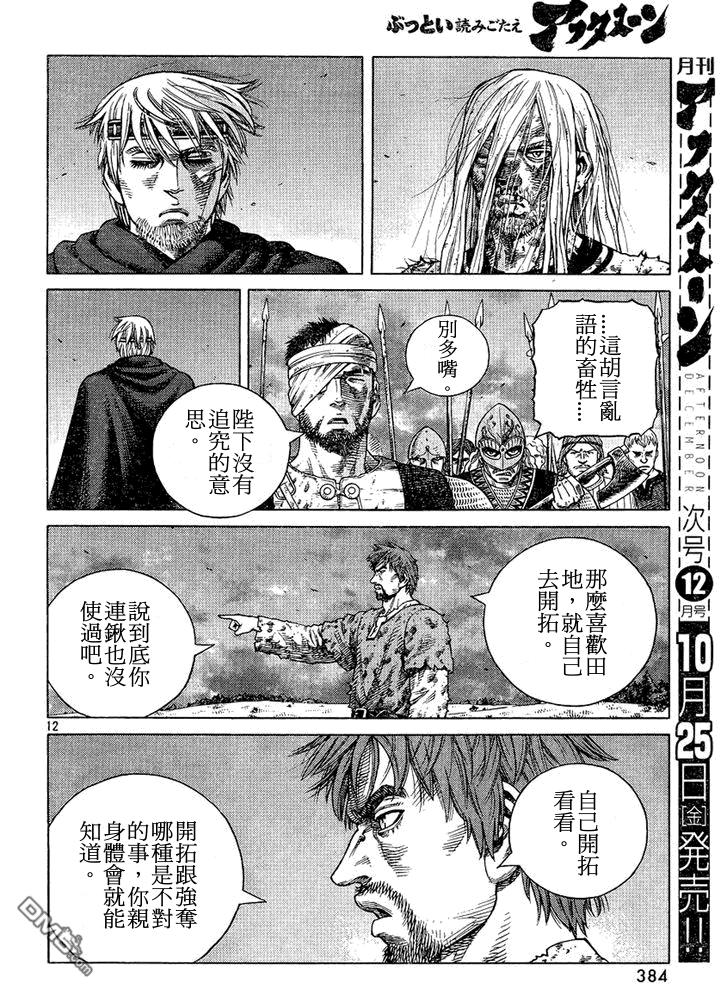 ぶっとい読みごたえ
アフタヌーン
……這胡言亂
語的畜牲……
別多嘴。
陛下沒有
追究的意
思。
那麼喜歡田
地，就自己
去開拓。
說到底你
連鍬也沒
使過吧。
12
自己開拓
看看。
開拓跟強奪
哪種是不對
的事，你親
身體會就能
知道。
384
月刊
アフタヌーン
AFTERNOON
DECEMBER
次号12月号
10月25日[金]発売!!